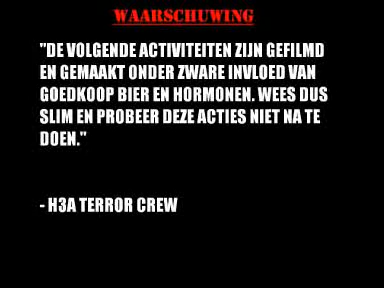 WAARSCHUWING
"DE VOLGENDE ACTIVITEITEN ZIJN GEFILMD
EN GEMAAKT ONDER ZWARE INVLOED VAN
GOEDKOOP BIER EN HORMONEN. WEES DUS
SLIM EN PROBEER DEZE ACTIES NIET NA TE
DOEN."
- H3A TERROR CREW